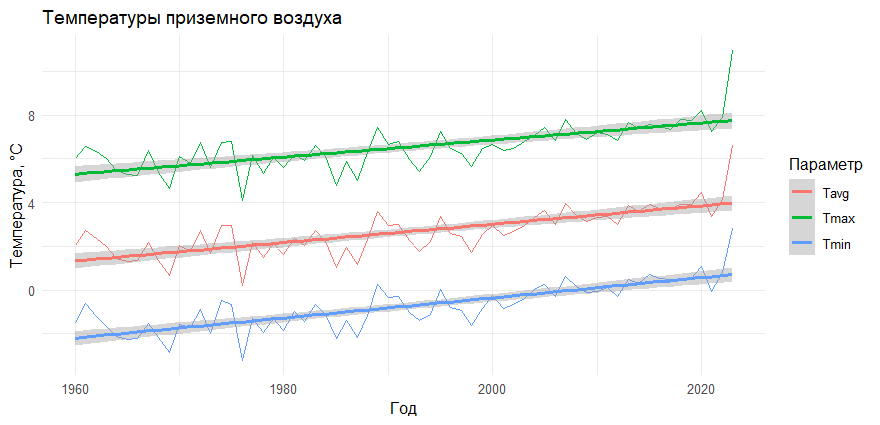 Температуры приземного воздуха
Температура, °C
8
4
0
1960
1980
2000
2020
Год
Параметр
Tavg
Tmax
Tmin